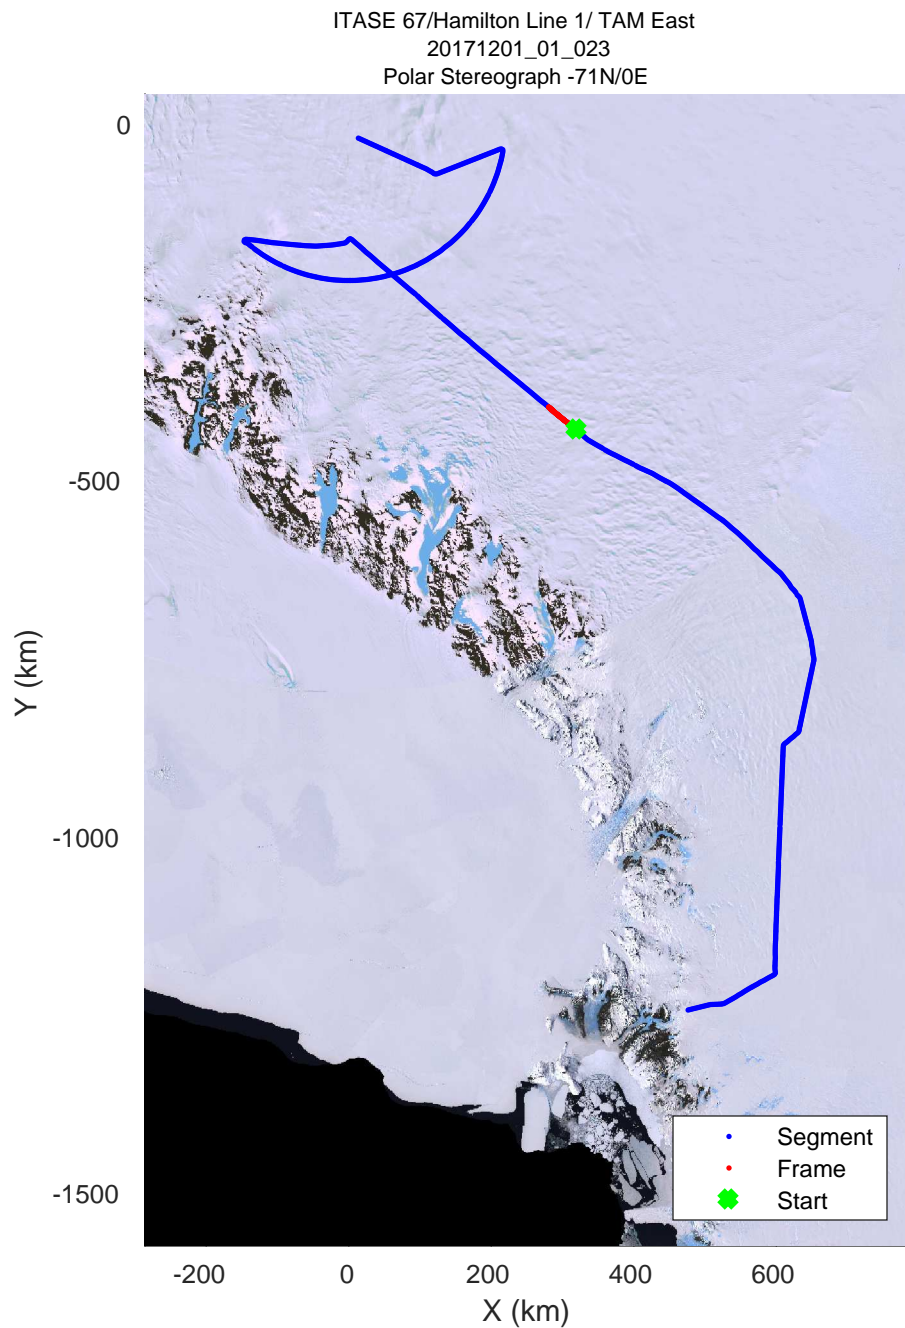 ITASE 67/Hamilton Line 1/ TAM East
20171201_01_023
Polar Stereograph -71N/0E
0
-500
-1000
-1500
Y (km)
Segment
Frame
Start
-200
0
200
400
600
X (km)